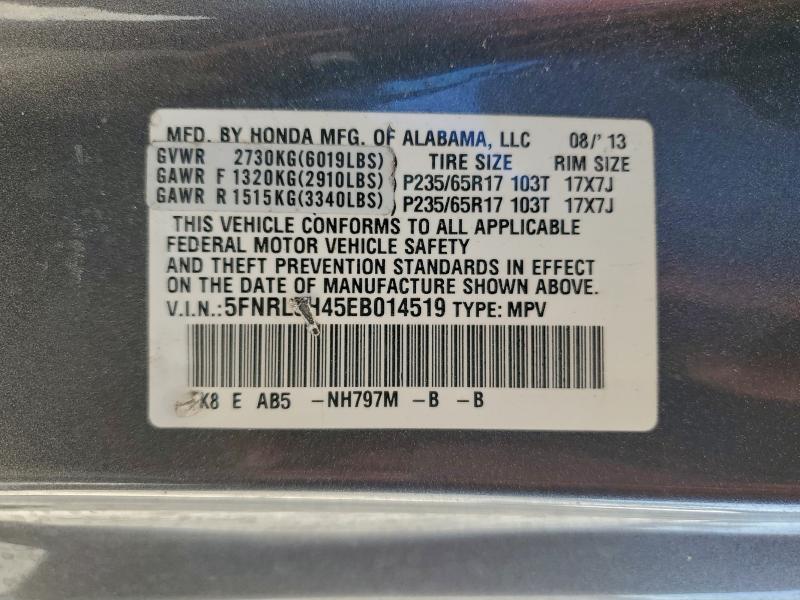 MFD. BY HONDA MFG. OF ALABAMA, LLC 08/'13
GVWR 2730KG(6019LBS) TIRE SIZE RIM SIZE
GAWR F 1320KG(2910LBS) P235/65R17 103T 17X7J
GAWR R 1515KG(3340LBS) P235/65R17 103T 17X7J
THIS VEHICLE CONFORMS TO ALL APPLICABLE
FEDERAL MOTOR VEHICLE SAFETY
AND THEFT PREVENTION STANDARDS IN EFFECT
ON THE DATE OF MANUFACTURE SHOWN ABOVE.
V.I.N.: TYPE: MPV
E AB5 -NH797M -B -B